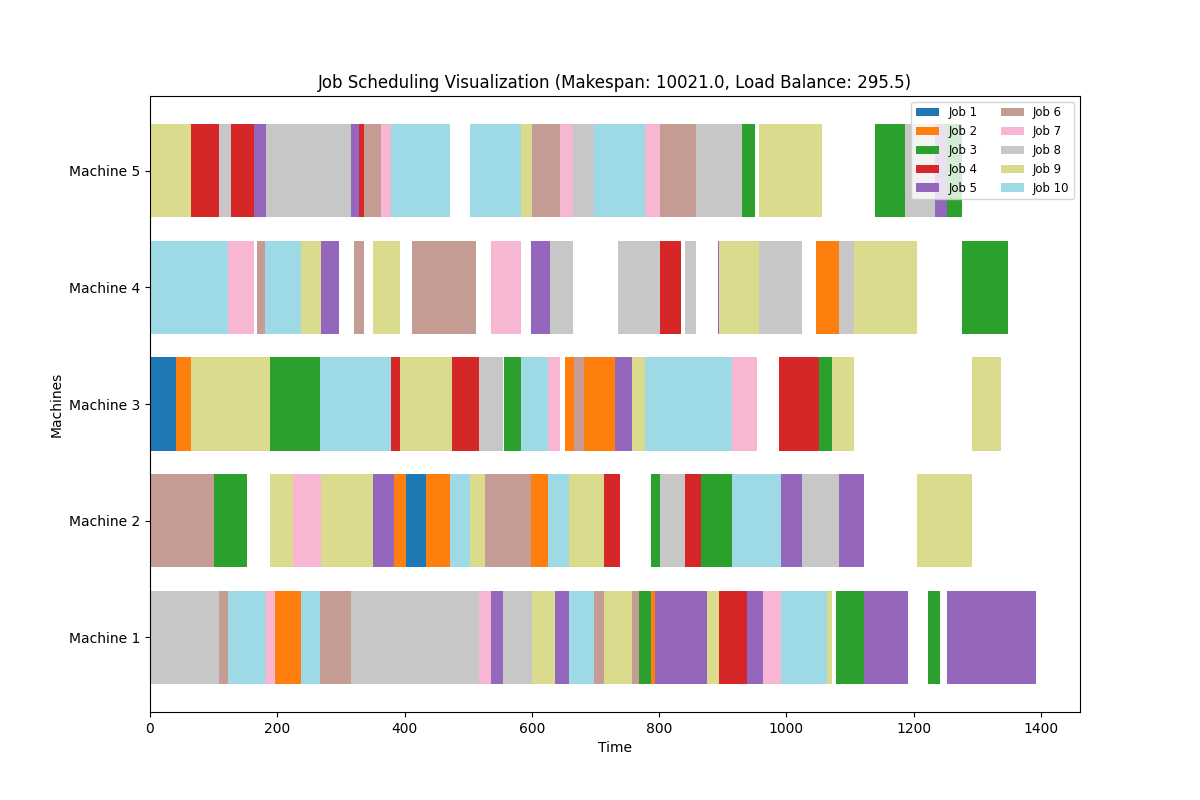 Job Scheduling Visualization (Makespan: 10021.0, Load Balance: 295.5)
Job 1
Job 2
Job 3
Job 4
Job 5
Job 6
Job 7
Job 8
Job 9
Job 10
Machine 5
Machine 4
Machine 3
Machine 2
Machine 1
Machines
0 200 400 600 800 1000 1200 1400
Time